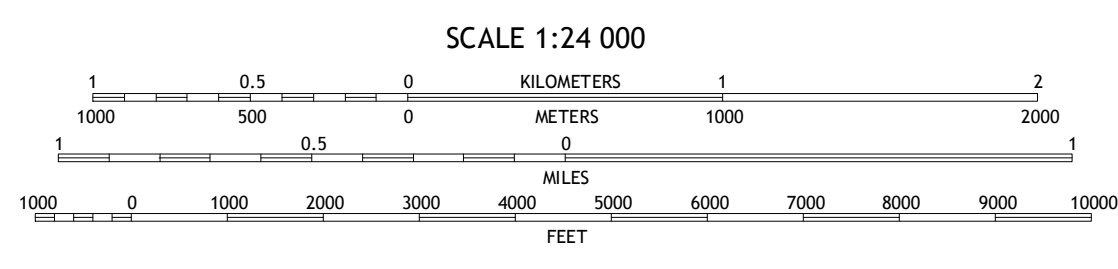 SCALE 1:24 000
1 0.5 0 KILOMETERS 1 2
1000 500 0 METERS 1000 2000
1 0.5 0 1
MILES
1000 0 1000 2000 3000 4000 5000 6000 7000 8000 9000 10000
FEET